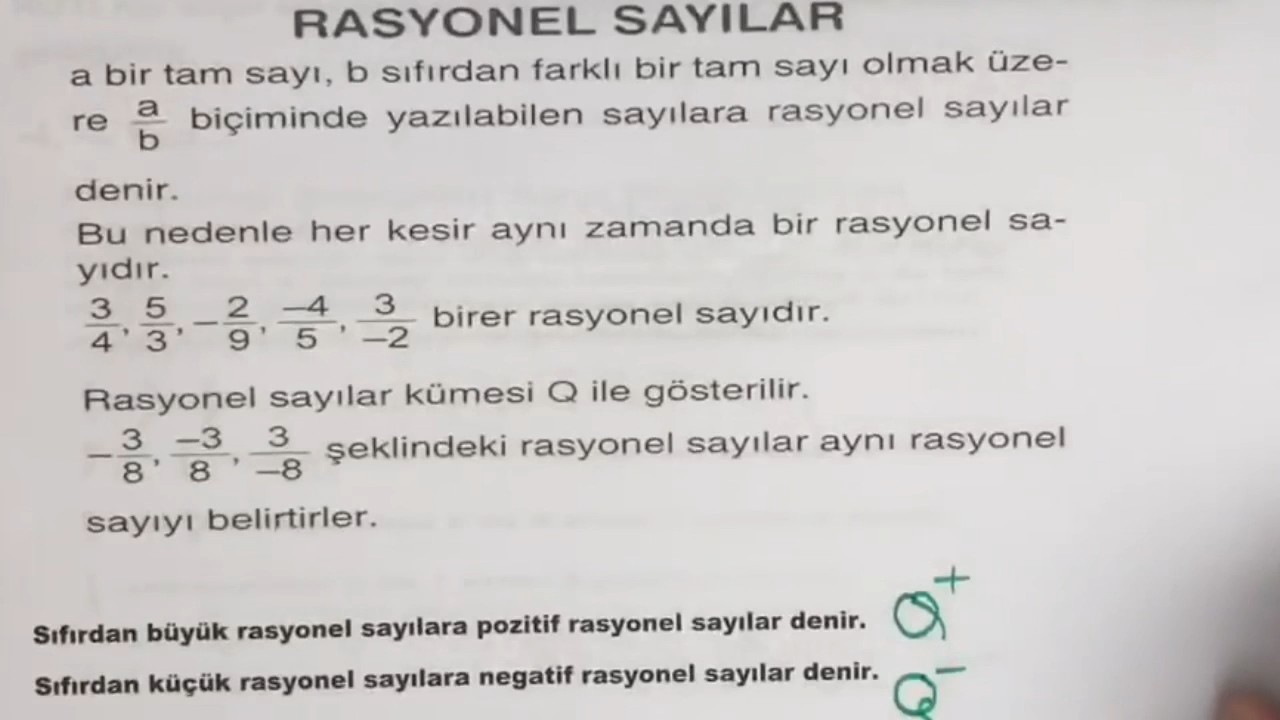 RASYONEL SAYILAR
a bir tam sayı, b sıfırdan farklı bir tam sayı olmak üze-
re a/b biçiminde yazılabilen sayılara rasyonel sayılar
denir.
Bu nedenle her kesir aynı zamanda bir rasyonel sa-
yıdır.
3/4, 5/3, -2/9, -4/5, 3/-2 birer rasyonel sayıdır.
Rasyonel sayılar kümesi Q ile gösterilir.
-3/8, -3/8, 3/-8 şeklindeki rasyonel sayılar aynı rasyonel
sayıyı belirtirler.
Sıfırdan büyük rasyonel sayılara pozitif rasyonel sayılar denir. Q⁺
Sıfırdan küçük rasyonel sayılara negatif rasyonel sayılar denir. Q⁻